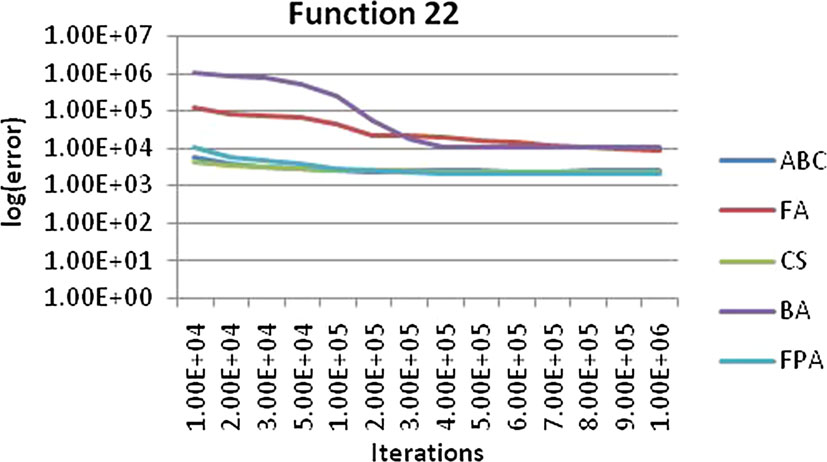 Function 22
log(error)
1.00E+07
1.00E+06
1.00E+05
1.00E+04
1.00E+03
1.00E+02
1.00E+01
1.00E+00
1.00E+04
2.00E+04
3.00E+04
5.00E+04
1.00E+05
2.00E+05
3.00E+05
4.00E+05
5.00E+05
6.00E+05
7.00E+05
8.00E+05
9.00E+05
1.00E+06
Iterations
ABC
FA
CS
BA
FPA